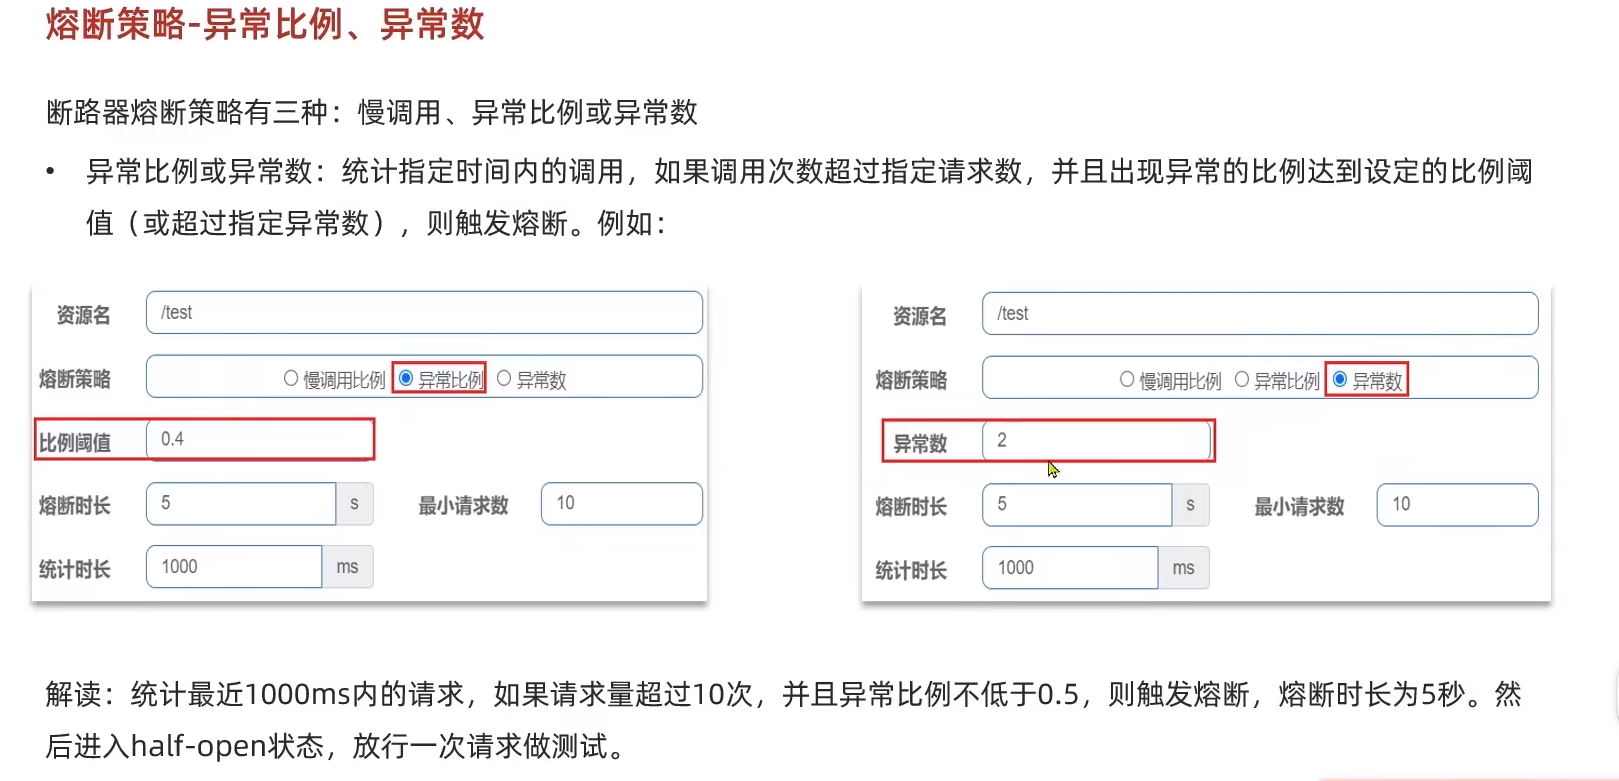 熔断策略-异常比例、异常数
断路器熔断策略有三种：慢调用、异常比例或异常数
• 异常比例或异常数：统计指定时间内的调用，如果调用次数超过指定请求数，并且出现异常的比例达到设定的比例阈
值（或超过指定异常数），则触发熔断。例如：
资源名 /test
熔断策略 慢调用比例 异常比例 异常数
比例阈值 0.4
熔断时长 5 s 最小请求数 10
统计时长 1000 ms
资源名 /test
熔断策略 慢调用比例 异常比例 异常数
异常数 2
熔断时长 5 s 最小请求数 10
统计时长 1000 ms
解读：统计最近1000ms内的请求，如果请求量超过10次，并且异常比例不低于0.5，则触发熔断，熔断时长为5秒。然
后进入half-open状态，放行一次请求做测试。